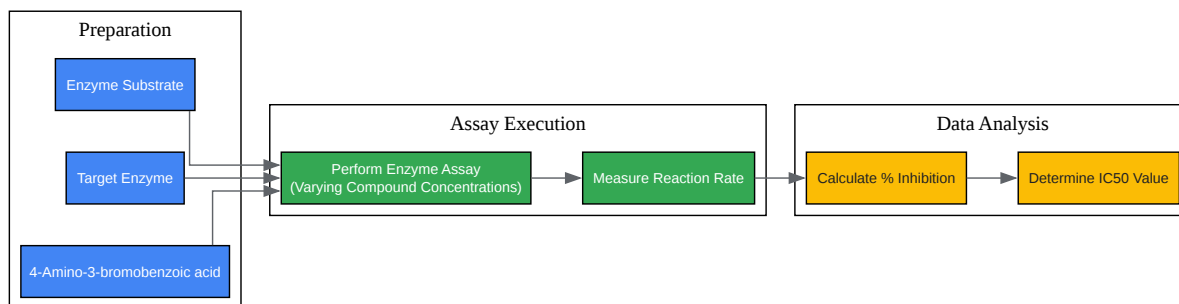 Preparation
Enzyme Substrate
Target Enzyme
4-Amino-3-bromobenzoic acid
Assay Execution
Perform Enzyme Assay
(Varying Compound Concentrations)
Measure Reaction Rate
Data Analysis
Calculate % Inhibition
Determine IC50 Value